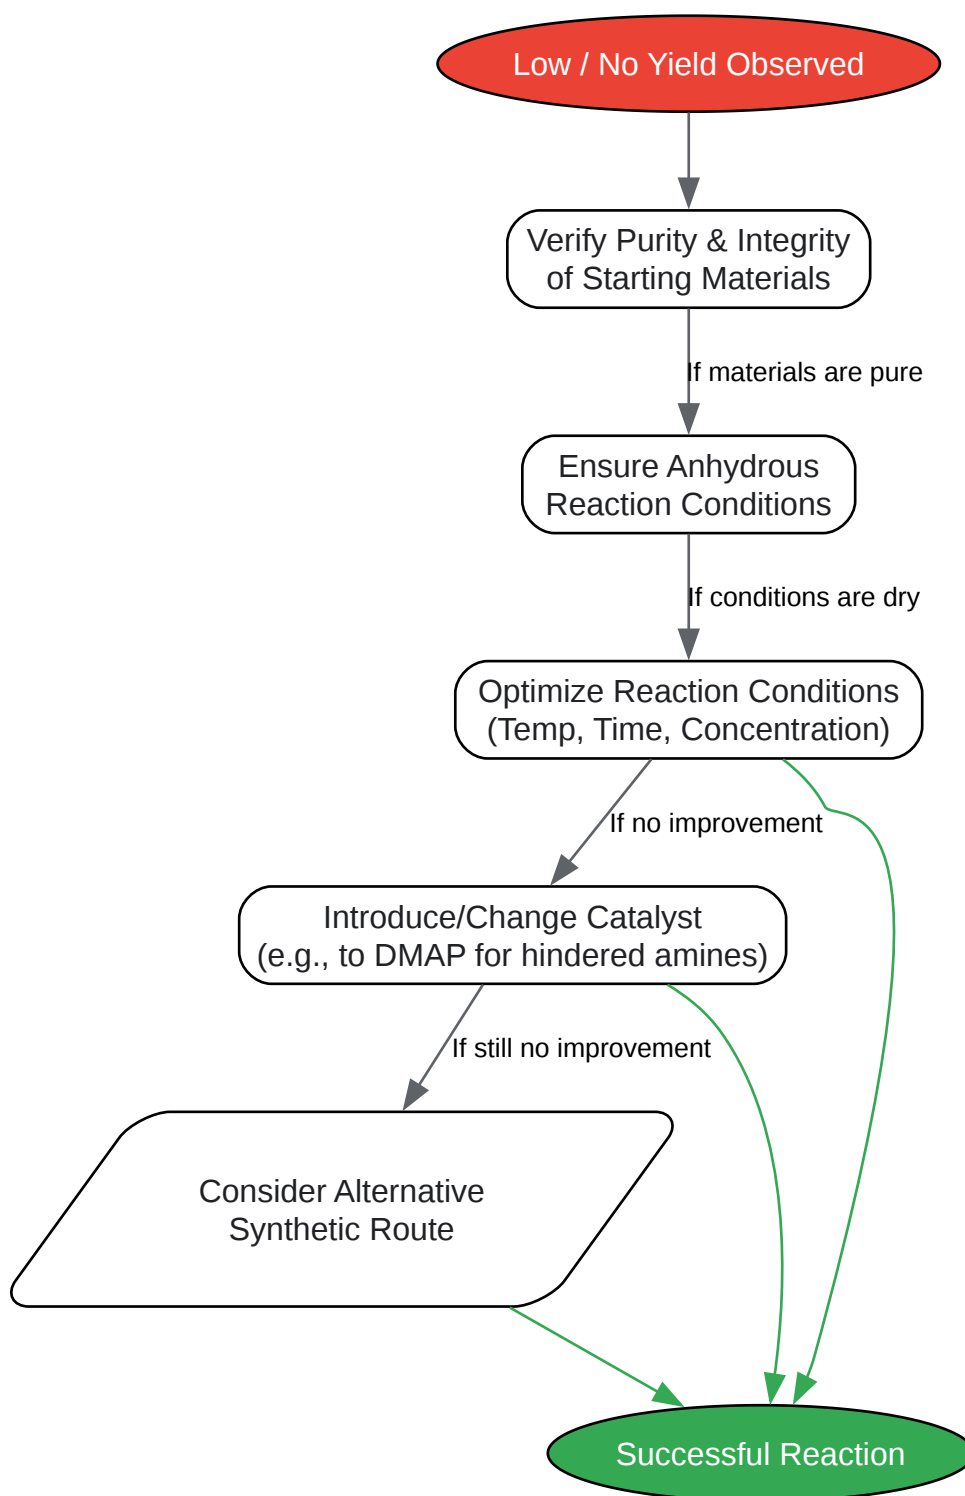 Low / No Yield Observed
Verify Purity & Integrity
of Starting Materials
If materials are pure
Ensure Anhydrous
Reaction Conditions
If conditions are dry
Optimize Reaction Conditions
(Temp, Time, Concentration)
If no improvement
Introduce/Change Catalyst
(e.g., to DMAP for hindered amines)
If still no improvement
Consider Alternative
Synthetic Route
Successful Reaction